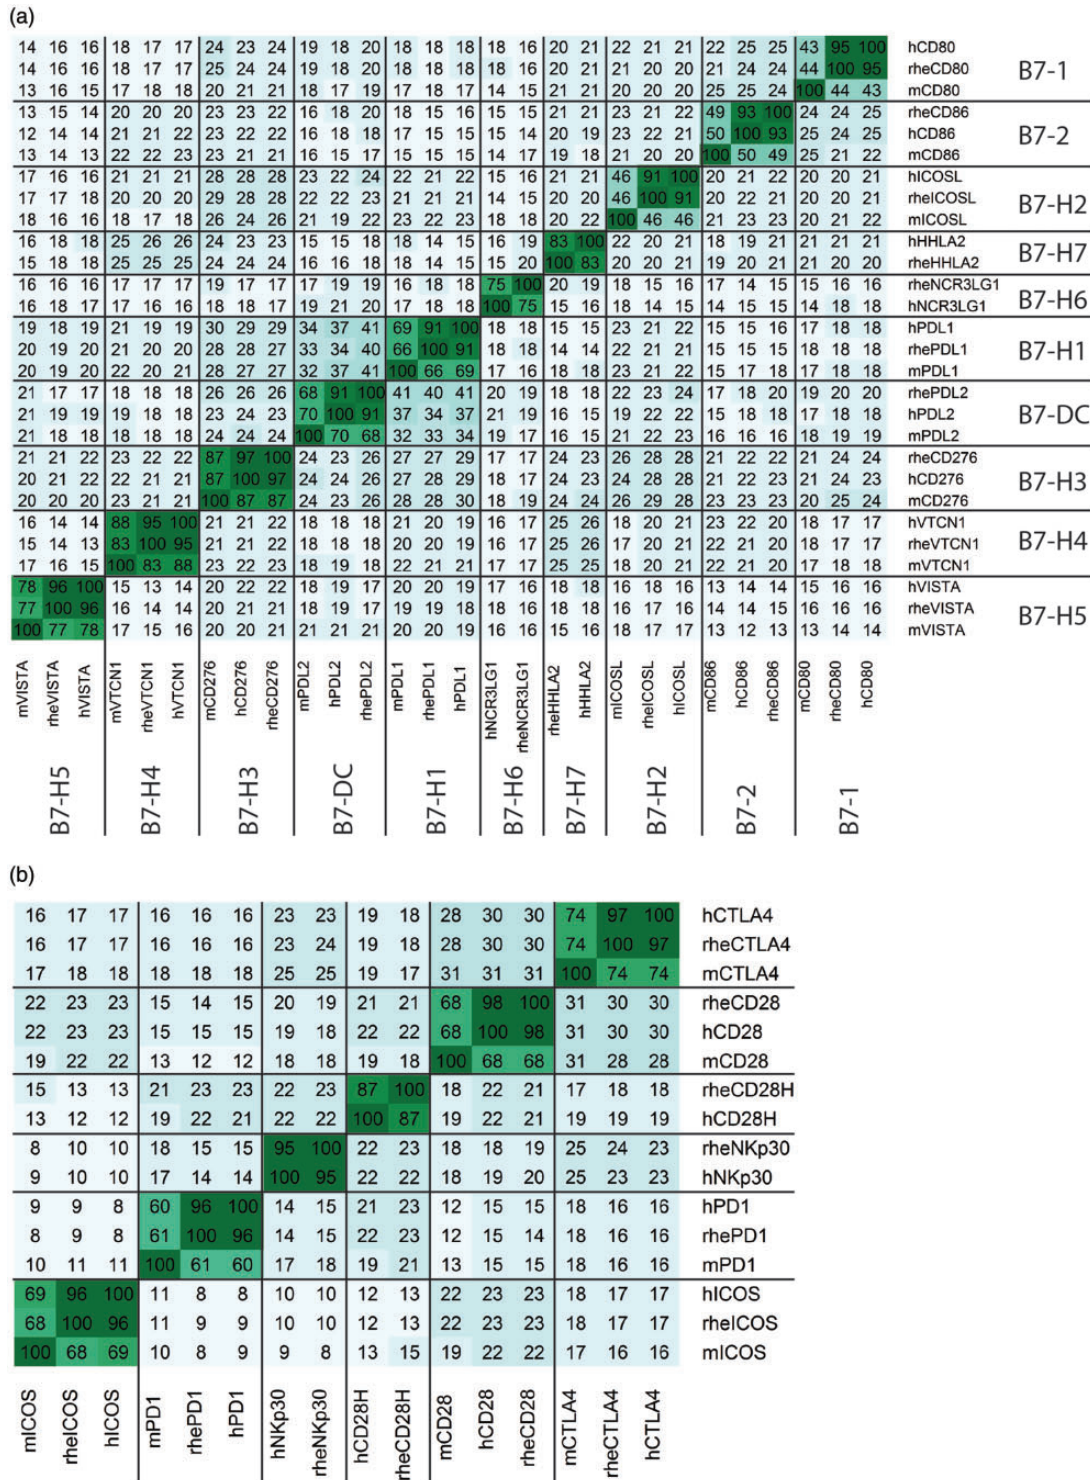 (a)
14 16 16 18 17 17 24 23 24 19 18 20 18 18 18 18 18 20 21 22 21 21 22 25 25 43 95 100 hCD80
14 16 16 18 17 17 25 24 24 19 18 20 18 18 18 18 16 20 21 21 20 20 21 24 24 44 100 95 rheCD80
B7-1
13 16 15 17 18 18 20 21 21 18 17 19 17 18 17 16 15 20 21 22 21 20 25 25 24 100 44 43 mCD80
13 15 14 20 20 20 23 23 22 16 18 20 18 15 16 15 15 21 21 23 21 22 49 93 100 24 24 25 rheCD86
12 14 14 21 21 22 23 22 22 16 18 18 17 15 15 15 14 20 19 23 22 21 50 100 93 25 24 25 hCD86
B7-2
13 14 13 22 22 23 23 21 21 16 15 17 15 15 15 14 14 19 18 21 20 20 100 50 49 25 21 22 mCD86
17 16 16 21 20 21 28 28 28 23 22 24 22 21 22 15 16 21 21 46 91 100 20 21 22 20 20 21 hICOSL
17 16 16 20 20 20 29 28 28 22 22 23 21 21 21 14 15 20 20 46 100 91 20 21 22 20 20 21 rheICOSL
B7-H2
18 16 16 18 17 18 26 24 26 21 19 22 23 22 23 18 18 20 22 100 46 46 21 23 23 20 21 22 mICOSL
16 18 18 25 26 26 24 23 23 15 15 18 18 14 15 16 19 83 100 22 20 21 18 19 21 21 21 21 hHHLA2
B7-H7
15 18 18 25 25 25 24 23 23 16 16 18 18 14 15 15 20 100 83 20 20 21 19 21 21 21 20 20 rheHHLA2
16 16 16 17 17 17 19 17 17 17 17 19 16 18 18 75 100 20 19 18 15 16 17 14 15 15 16 16 rheNCR3LG1
B7-H6
16 18 17 17 16 16 18 18 17 19 21 20 17 18 18 100 75 15 16 18 14 15 14 15 15 14 18 18 hNCR3LG1
19 18 19 21 19 19 30 29 29 34 37 41 69 91 100 18 18 15 15 23 21 22 15 15 16 17 18 18 hPDL1
20 19 20 21 20 20 28 28 28 33 34 40 66 100 91 18 18 14 14 22 21 21 15 15 15 18 18 18 rhePDL1
B7-H1
20 19 20 22 20 21 28 27 27 32 37 41 100 66 69 17 16 18 18 23 21 22 15 17 18 17 18 18 mPDL1
21 17 17 18 18 18 26 26 26 68 91 100 41 40 41 20 19 18 18 22 23 24 17 18 20 19 20 20 rhePDL2
21 19 19 19 18 18 23 24 23 70 100 91 37 34 37 21 19 16 15 19 22 22 15 18 18 17 18 18 hPDL2
B7-DC
21 18 18 18 18 18 24 24 24 100 70 68 32 33 34 19 17 16 15 21 22 23 16 16 16 18 19 19 mPDL2
21 21 22 23 22 22 87 97 100 24 23 26 27 27 29 17 17 24 23 26 28 28 21 22 22 21 24 24 rheCD276
20 21 22 22 21 21 87 100 97 24 24 26 27 28 29 18 17 24 23 24 28 28 21 22 23 21 24 23 hCD276
B7-H3
20 20 20 23 21 21 100 87 87 24 23 26 28 28 30 18 19 24 24 26 29 28 21 23 23 20 25 24 mCD276
16 14 14 88 95 100 21 21 22 18 18 18 21 20 19 16 17 25 26 18 20 21 23 22 20 18 17 17 hVTCN1
15 14 13 83 100 95 21 21 22 18 18 18 20 20 19 16 17 25 26 17 20 21 22 21 20 18 17 17 rheVTCN1
B7-H4
17 16 15 100 83 88 23 22 23 18 19 18 22 21 21 17 17 25 25 18 20 21 22 21 20 17 18 18 mVTCN1
78 96 100 15 13 14 20 22 22 18 19 17 20 20 19 17 16 18 18 16 18 16 13 14 14 15 16 16 hVISTA
77 100 96 16 14 14 20 21 21 18 19 17 19 19 18 18 16 18 18 16 17 16 14 14 15 16 16 16 rheVISTA
B7-H5
100 77 78 17 15 16 20 20 21 21 21 21 20 20 19 16 16 15 16 18 17 17 13 12 13 13 14 14 mVISTA
mVISTA rheVISTA hVISTA mVTCN1 rheVTCN1 hVTCN1 mCD276 hCD276 rheCD276 mPDL2 hPDL2 rhePDL2 mPDL1 rhePDL1 hPDL1 hNCR3LG1 rheNCR3LG1 rheHHLA2 hHHLA2 mICOSL rheICOSL hICOSL mCD86 hCD86 rheCD86 mCD80 rheCD80 hCD80
B7-H5 B7-H4 B7-H3 B7-DC B7-H1 B7-H6 B7-H7 B7-H2 B7-2 B7-1
(b)
16 17 17 16 16 16 23 23 19 18 28 30 30 74 97 100 hCTLA4
16 17 17 16 16 16 23 24 19 18 28 30 30 74 100 97 rheCTLA4
17 18 18 18 18 18 25 25 19 17 31 31 31 100 74 74 mCTLA4
22 23 23 15 14 15 20 19 21 21 68 98 100 31 30 30 rheCD28
22 23 23 15 15 15 19 18 22 22 68 100 98 31 30 30 hCD28
19 22 22 13 12 12 18 18 19 18 100 68 68 31 28 28 mCD28
15 13 13 21 23 23 22 23 87 100 18 22 21 17 18 18 rheCD28H
13 12 12 19 22 21 22 22 100 87 19 22 21 19 19 19 hCD28H
8 10 10 18 15 15 95 100 22 23 18 18 19 25 24 23 rheNKp30
9 10 10 17 14 14 100 95 22 22 18 19 20 25 23 23 hNKp30
9 9 8 60 96 100 14 15 21 23 12 15 15 18 16 16 hPD1
8 9 8 61 100 96 14 15 22 23 12 15 14 18 16 16 rhePD1
10 11 11 100 61 60 17 18 19 21 13 15 15 18 16 16 mPD1
69 96 100 11 8 8 10 10 12 13 22 23 23 18 17 17 hICOS
68 100 96 11 9 9 10 10 12 13 22 23 23 18 17 17 rheICOS
100 68 69 10 8 9 9 8 13 15 19 22 22 17 16 16 mICOS
mICOS rheICOS hICOS mPD1 rhePD1 hPD1 hNKp30 rheNKp30 hCD28H rheCD28H mCD28 hCD28 rheCD28 mCTLA4 rheCTLA4 hCTLA4